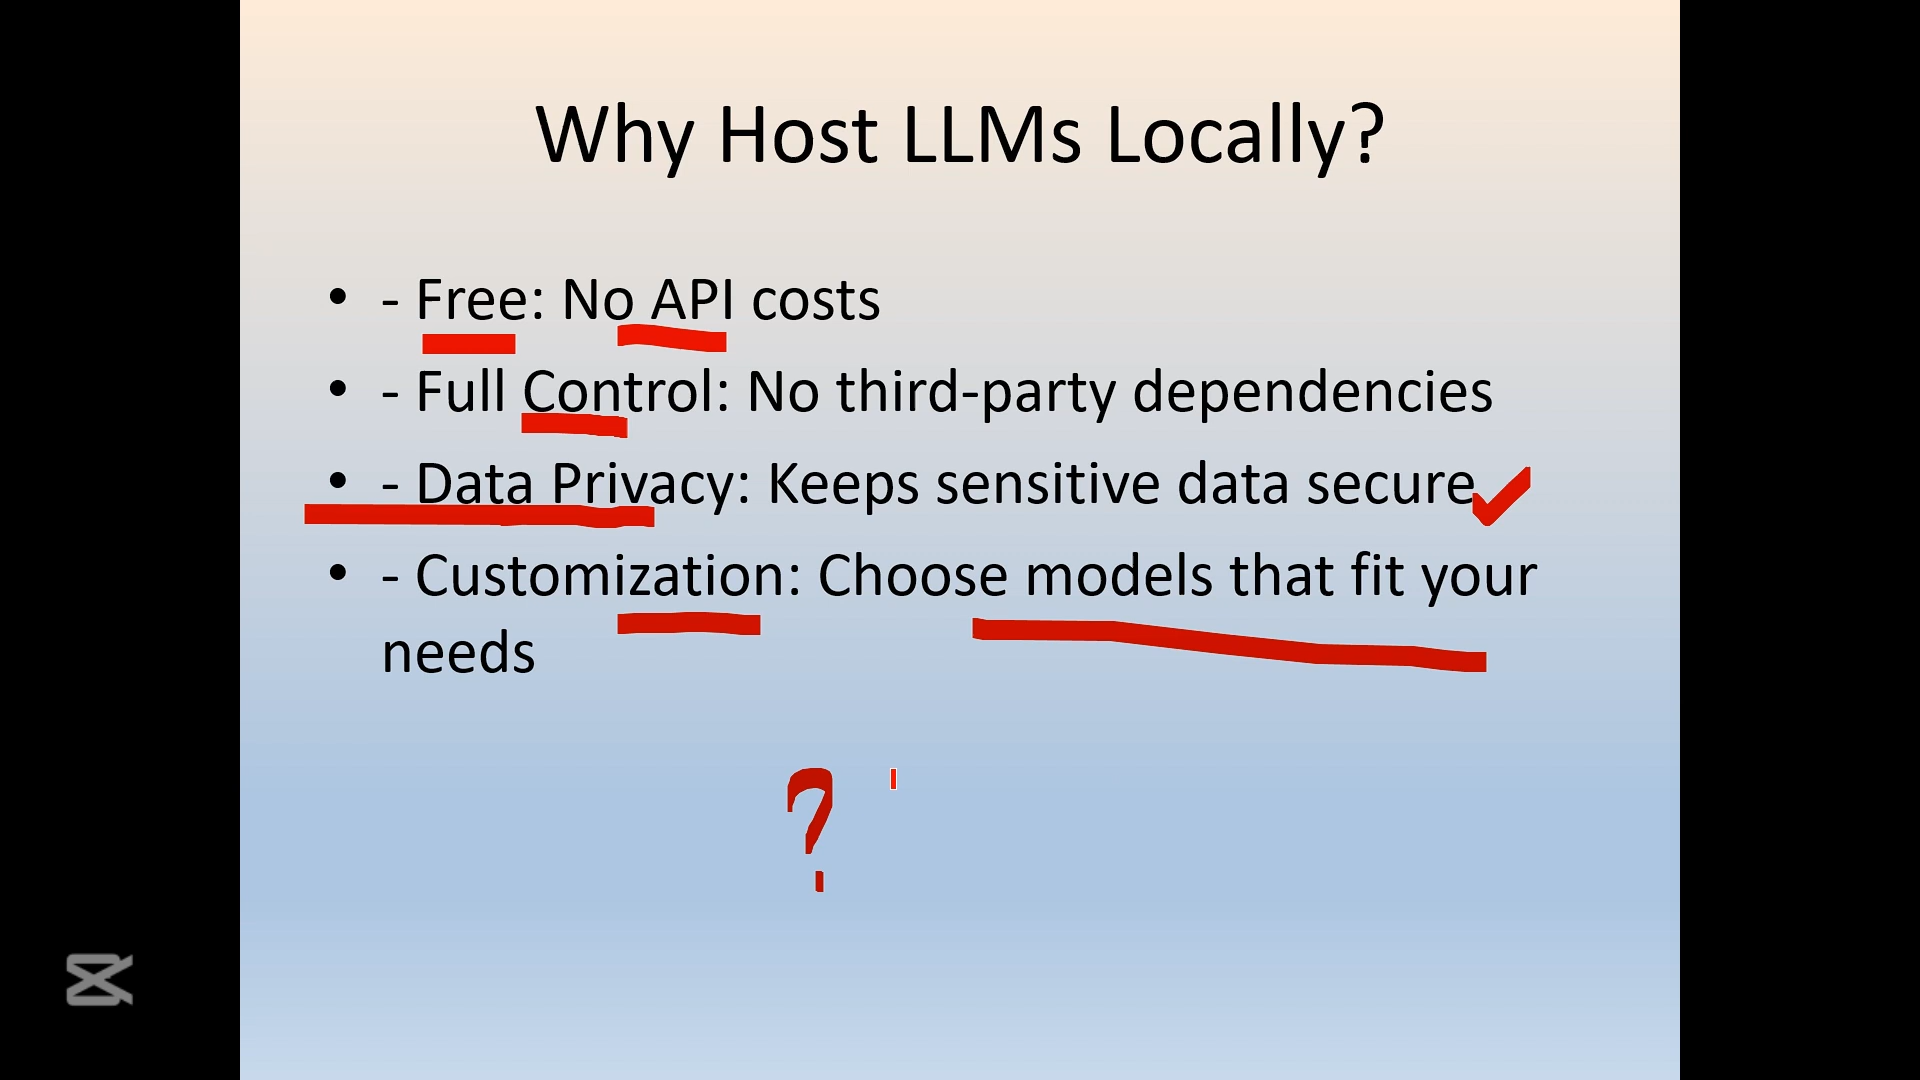 Why Host LLMs Locally?
• - Free: No API costs
• - Full Control: No third-party dependencies
• - Data Privacy: Keeps sensitive data secure
• - Customization: Choose models that fit your
needs
?